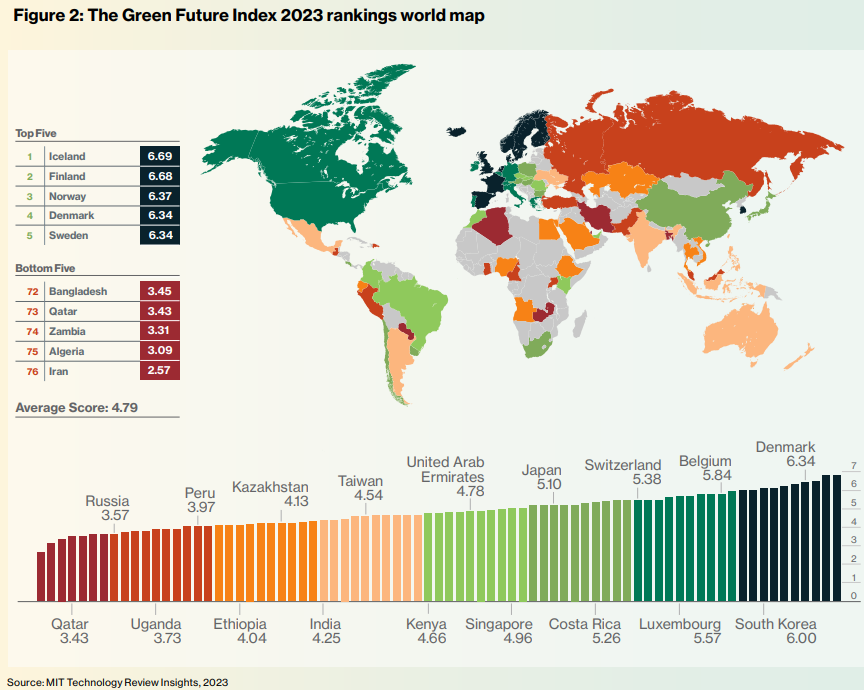 Figure 2: The Green Future Index 2023 rankings world map
Top Five
1 Iceland 6.69
2 Finland 6.68
3 Norway 6.37
4 Denmark 6.34
5 Sweden 6.34
Bottom Five
72 Bangladesh 3.45
73 Qatar 3.43
74 Zambia 3.31
75 Algeria 3.09
76 Iran 2.57
Average Score: 4.79
Russia
3.57
Peru
3.97
Kazakhstan
4.13
Taiwan
4.54
United Arab
Ermirates
4.78
Japan
5.10
Switzerland
5.38
Belgium
5.84
Denmark
6.34
7
6
5
4
3
2
1
0
Qatar
3.43
Uganda
3.73
Ethiopia
4.04
India
4.25
Kenya
4.66
Singapore
4.96
Costa Rica
5.26
Luxembourg
5.57
South Korea
6.00
Source: MIT Technology Review Insights, 2023